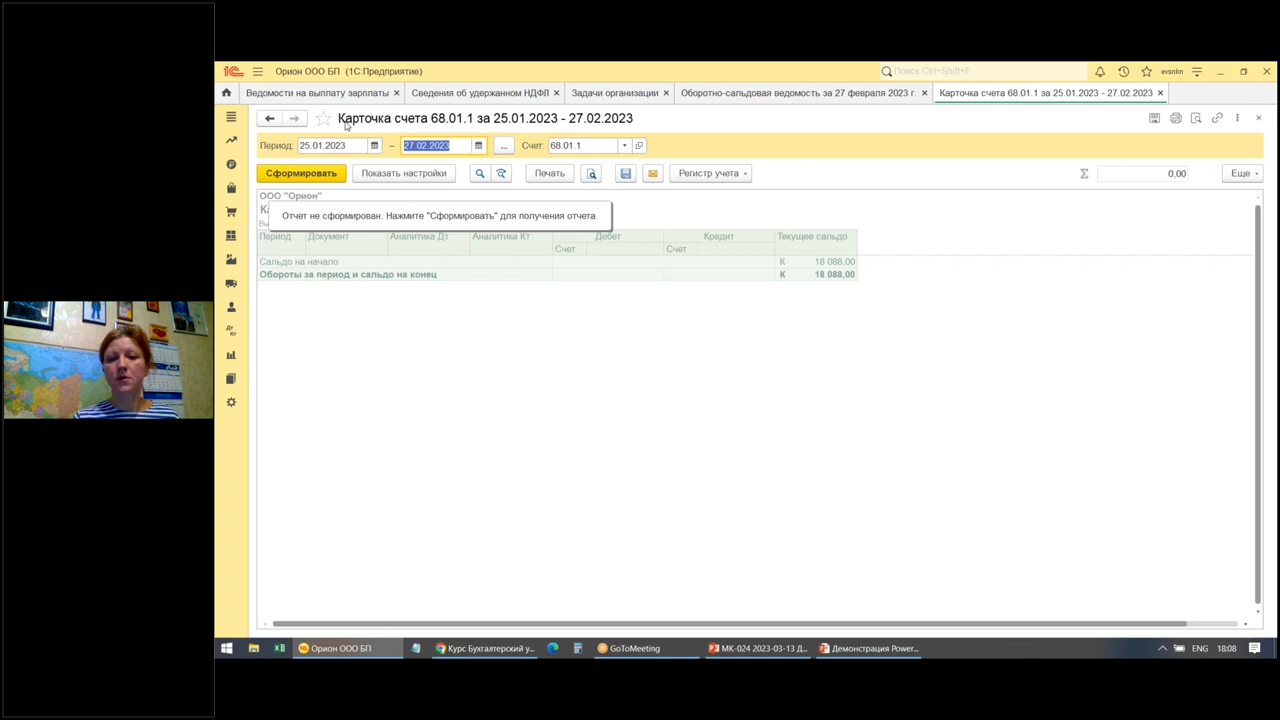 Орион ООО БП (1С:Предприятие)
Поиск Ctrl+Shift+F
evsnkn
Ведомости на выплату зарплаты
Сведения об удержанном НДФЛ
Задачи организации
Оборотно-сальдовая ведомость за 27 февраля 2023 г.
Карточка счета 68.01.1 за 25.01.2023 - 27.02.2023
Карточка счета 68.01.1 за 25.01.2023 - 27.02.2023
Период: 25.01.2023 – 27.02.2023 ... Счет: 68.01.1
Сформировать Показать настройки Печать Регистр учета Σ 0,00 Еще
ООО "Орион"
Отчет не сформирован. Нажмите "Сформировать" для получения отчета.
Период Документ Аналитика Дт Аналитика Кт Дебет Кредит Текущее сальдо
Счет Счет
Сальдо на начало К 18 088,00
Обороты за период и сальдо на конец К 18 088,00
Орион ООО БП
Курс Бухгалтерский у...
GoToMeeting
МК-024 2023-03-13 Д...
Демонстрация Power...
ENG 18:08